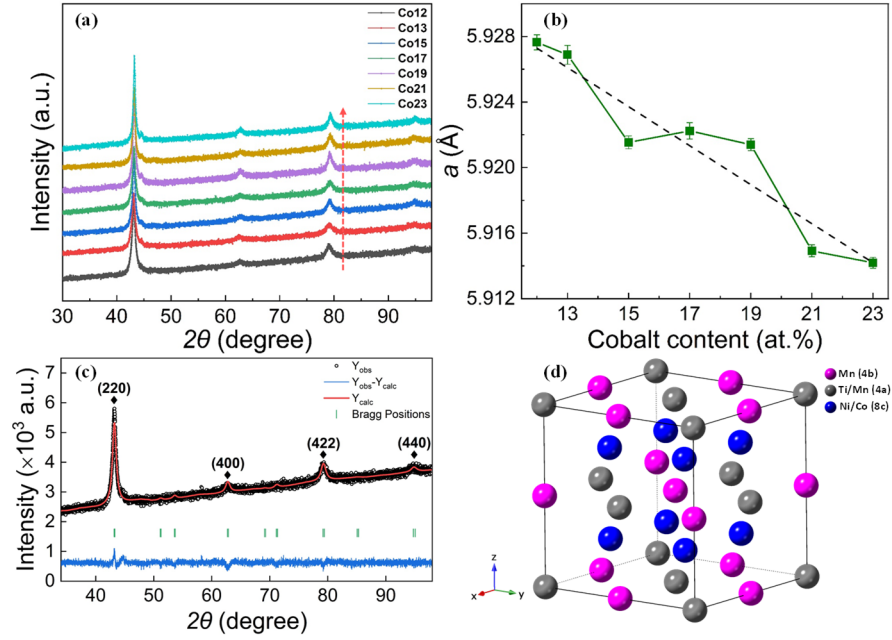 (a)
Co12
Co13
Co15
Co17
Co19
Co21
Co23
Intensity (a.u.)
30 40 50 60 70 80 90
2θ (degree)
(b)
5.928
5.924
5.920
5.916
5.912
a (Å)
13 15 17 19 21 23
Cobalt content (at.%)
(c)
Y_obs
Y_obs-Y_calc
Y_calc
Bragg Positions
(220)
(400)
(422)
(440)
7
6
5
4
3
2
1
0
Intensity (×10³ a.u.)
40 50 60 70 80 90
2θ (degree)
(d)
Mn (4b)
Ti/Mn (4a)
Ni/Co (8c)
z
x
y